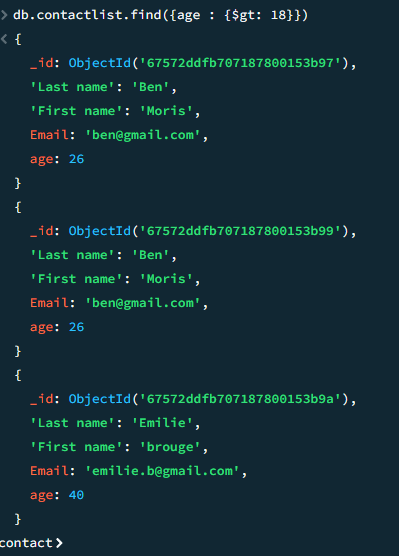 > db.contactlist.find({age : {$gt: 18}})
< {
_id: ObjectId('67572ddfb707187800153b97'),
'Last name': 'Ben',
'First name': 'Moris',
Email: 'ben@gmail.com',
age: 26
}
{
_id: ObjectId('67572ddfb707187800153b99'),
'Last name': 'Ben',
'First name': 'Moris',
Email: 'ben@gmail.com',
age: 26
}
{
_id: ObjectId('67572ddfb707187800153b9a'),
'Last name': 'Emilie',
'First name': 'brouge',
Email: 'emilie.b@gmail.com',
age: 40
}
contact>